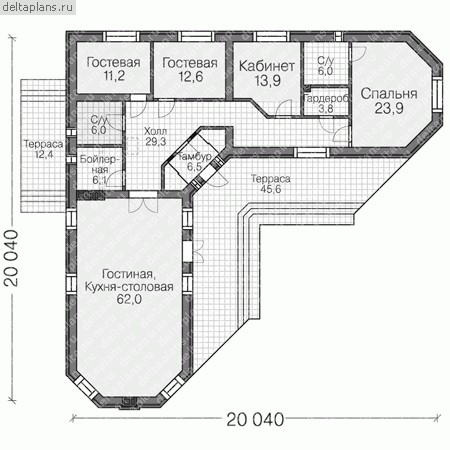 deltaplans.ru
Гостевая
11,2
Гостевая
12,6
Кабинет
13,9
С/у
6,0
Спальня
23,9
Гардероб
3,8
С/у
6,0
Холл
29,3
Терраса
12,4
Тамбур
6,5
Бойлер-
ная
6,1
Терраса
45,6
Гостиная,
Кухня-столовая
62,0
20 040
20 040